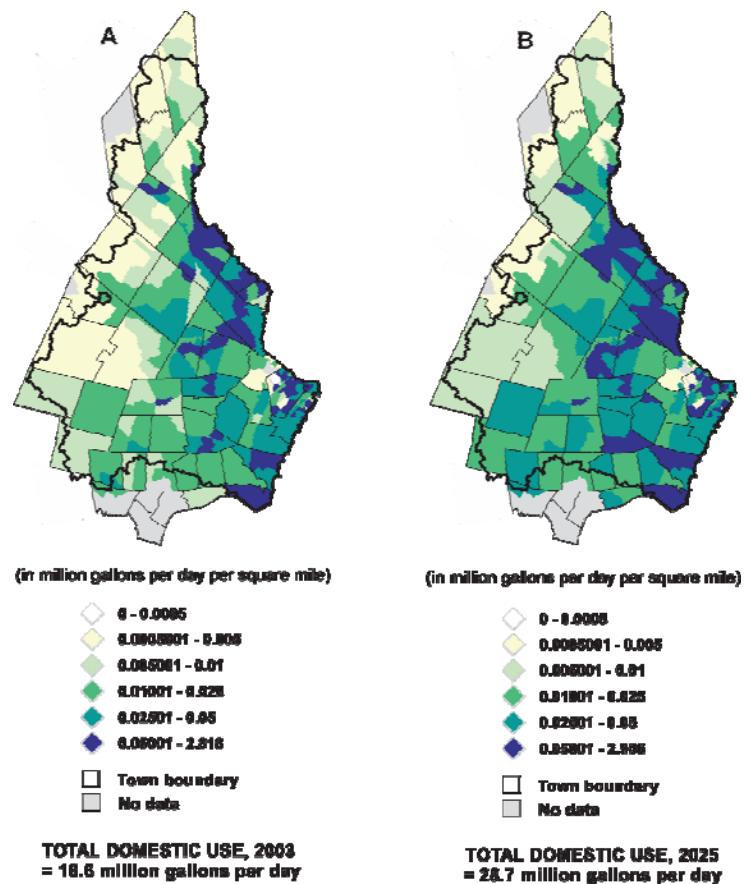 A
B
(in million gallons per day per square mile)
0 - 0.0005
0.0005001 - 0.005
0.005001 - 0.01
0.01001 - 0.025
0.02501 - 0.05
0.05001 -
Town boundary
No data
TOTAL DOMESTIC USE, 2003
= million gallons per day
(in million gallons per day per square mile)
0 - 0.0005
0.0005001 - 0.005
0.005001 - 0.01
0.01001 - 0.025
0.02501 - 0.05
0.05001 -
Town boundary
No data
TOTAL DOMESTIC USE, 2025
= million gallons per day